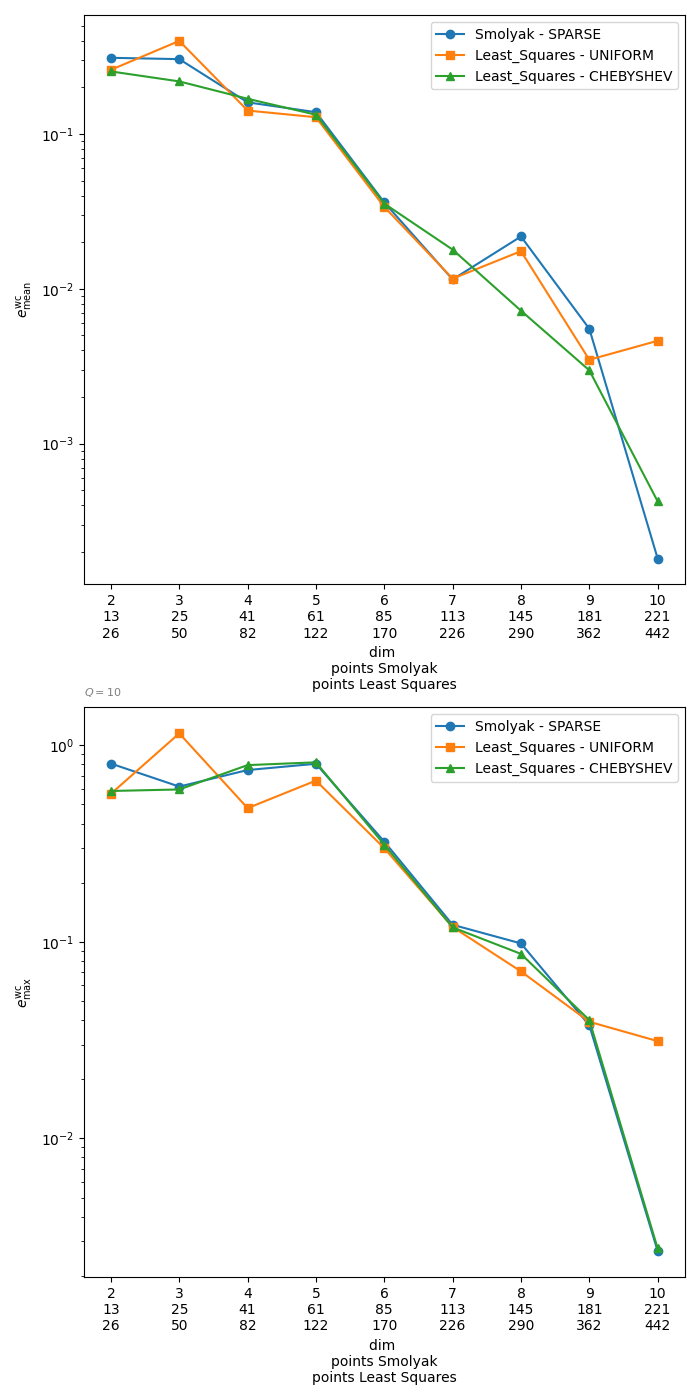 Smolyak - SPARSE
Least_Squares - UNIFORM
Least_Squares - CHEBYSHEV
10⁻¹
10⁻²
10⁻³
e^wc_mean
2 3 4 5 6 7 8 9 10
13 25 41 61 85 113 145 181 221
26 50 82 122 170 226 290 362 442
dim
points Smolyak
points Least Squares
Q = 10
Smolyak - SPARSE
Least_Squares - UNIFORM
Least_Squares - CHEBYSHEV
10⁰
10⁻¹
10⁻²
e^wc_max
2 3 4 5 6 7 8 9 10
13 25 41 61 85 113 145 181 221
26 50 82 122 170 226 290 362 442
dim
points Smolyak
points Least Squares